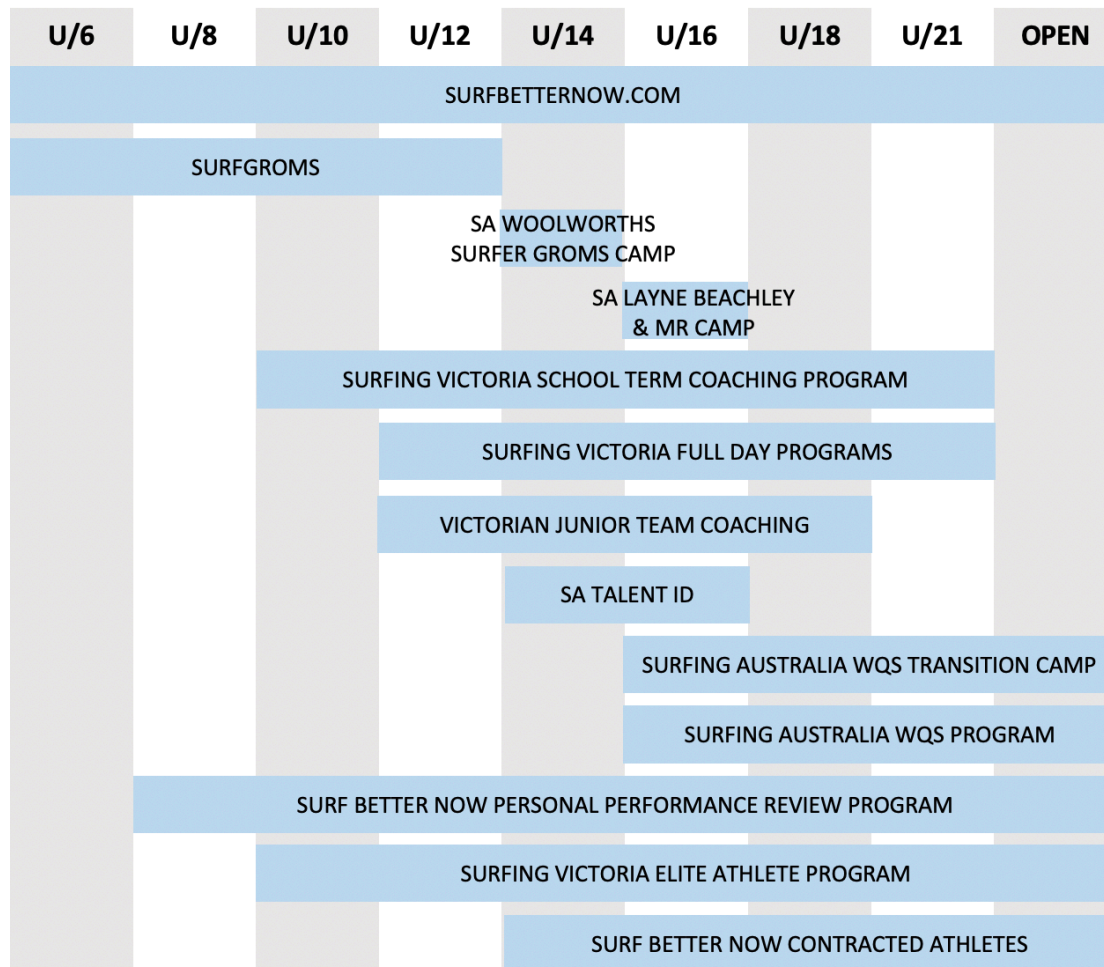 U/6 U/8 U/10 U/12 U/14 U/16 U/18 U/21 OPEN
SURFBETTERNOW.COM
SURFGROMS
SA WOOLWORTHS
SURFER GROMS CAMP
SA LAYNE BEACHLEY
& MR CAMP
SURFING VICTORIA SCHOOL TERM COACHING PROGRAM
SURFING VICTORIA FULL DAY PROGRAMS
VICTORIAN JUNIOR TEAM COACHING
SA TALENT ID
SURFING AUSTRALIA WQS TRANSITION CAMP
SURFING AUSTRALIA WQS PROGRAM
SURF BETTER NOW PERSONAL PERFORMANCE REVIEW PROGRAM
SURFING VICTORIA ELITE ATHLETE PROGRAM
SURF BETTER NOW CONTRACTED ATHLETES